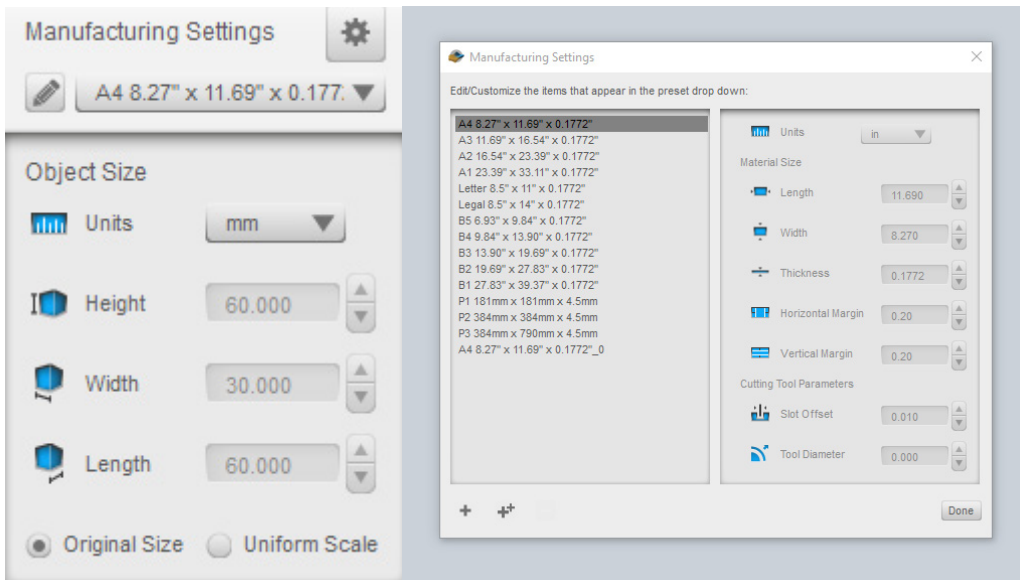 Manufacturing Settings
A4 8.27" x 11.69" x 0.177
Object Size
Units mm
Height 60.000
Width 30.000
Length 60.000
Original Size Uniform Scale
Manufacturing Settings
Edit/Customize the items that appear in the preset drop down:
A4 8.27" x 11.69" x 0.1772"
A3 11.69" x 16.54" x 0.1772"
A2 16.54" x 23.39" x 0.1772"
A1 23.39" x 33.11" x 0.1772"
Letter 8.5" x 11" x 0.1772"
Legal 8.5" x 14" x 0.1772"
B5 6.93" x 9.84" x 0.1772"
B4 9.84" x 13.90" x 0.1772"
B3 13.90" x 19.69" x 0.1772"
B2 19.69" x 27.83" x 0.1772"
B1 27.83" x 39.37" x 0.1772"
P1 181mm x 181mm x 4.5mm
P2 384mm x 384mm x 4.5mm
P3 384mm x 790mm x 4.5mm
A4 8.27" x 11.69" x 0.1772"_0
Units in
Material Size
Length 11.690
Width 8.270
Thickness 0.1772
Horizontal Margin 0.20
Vertical Margin 0.20
Cutting Tool Parameters
Slot Offset 0.010
Tool Diameter 0.000
Done